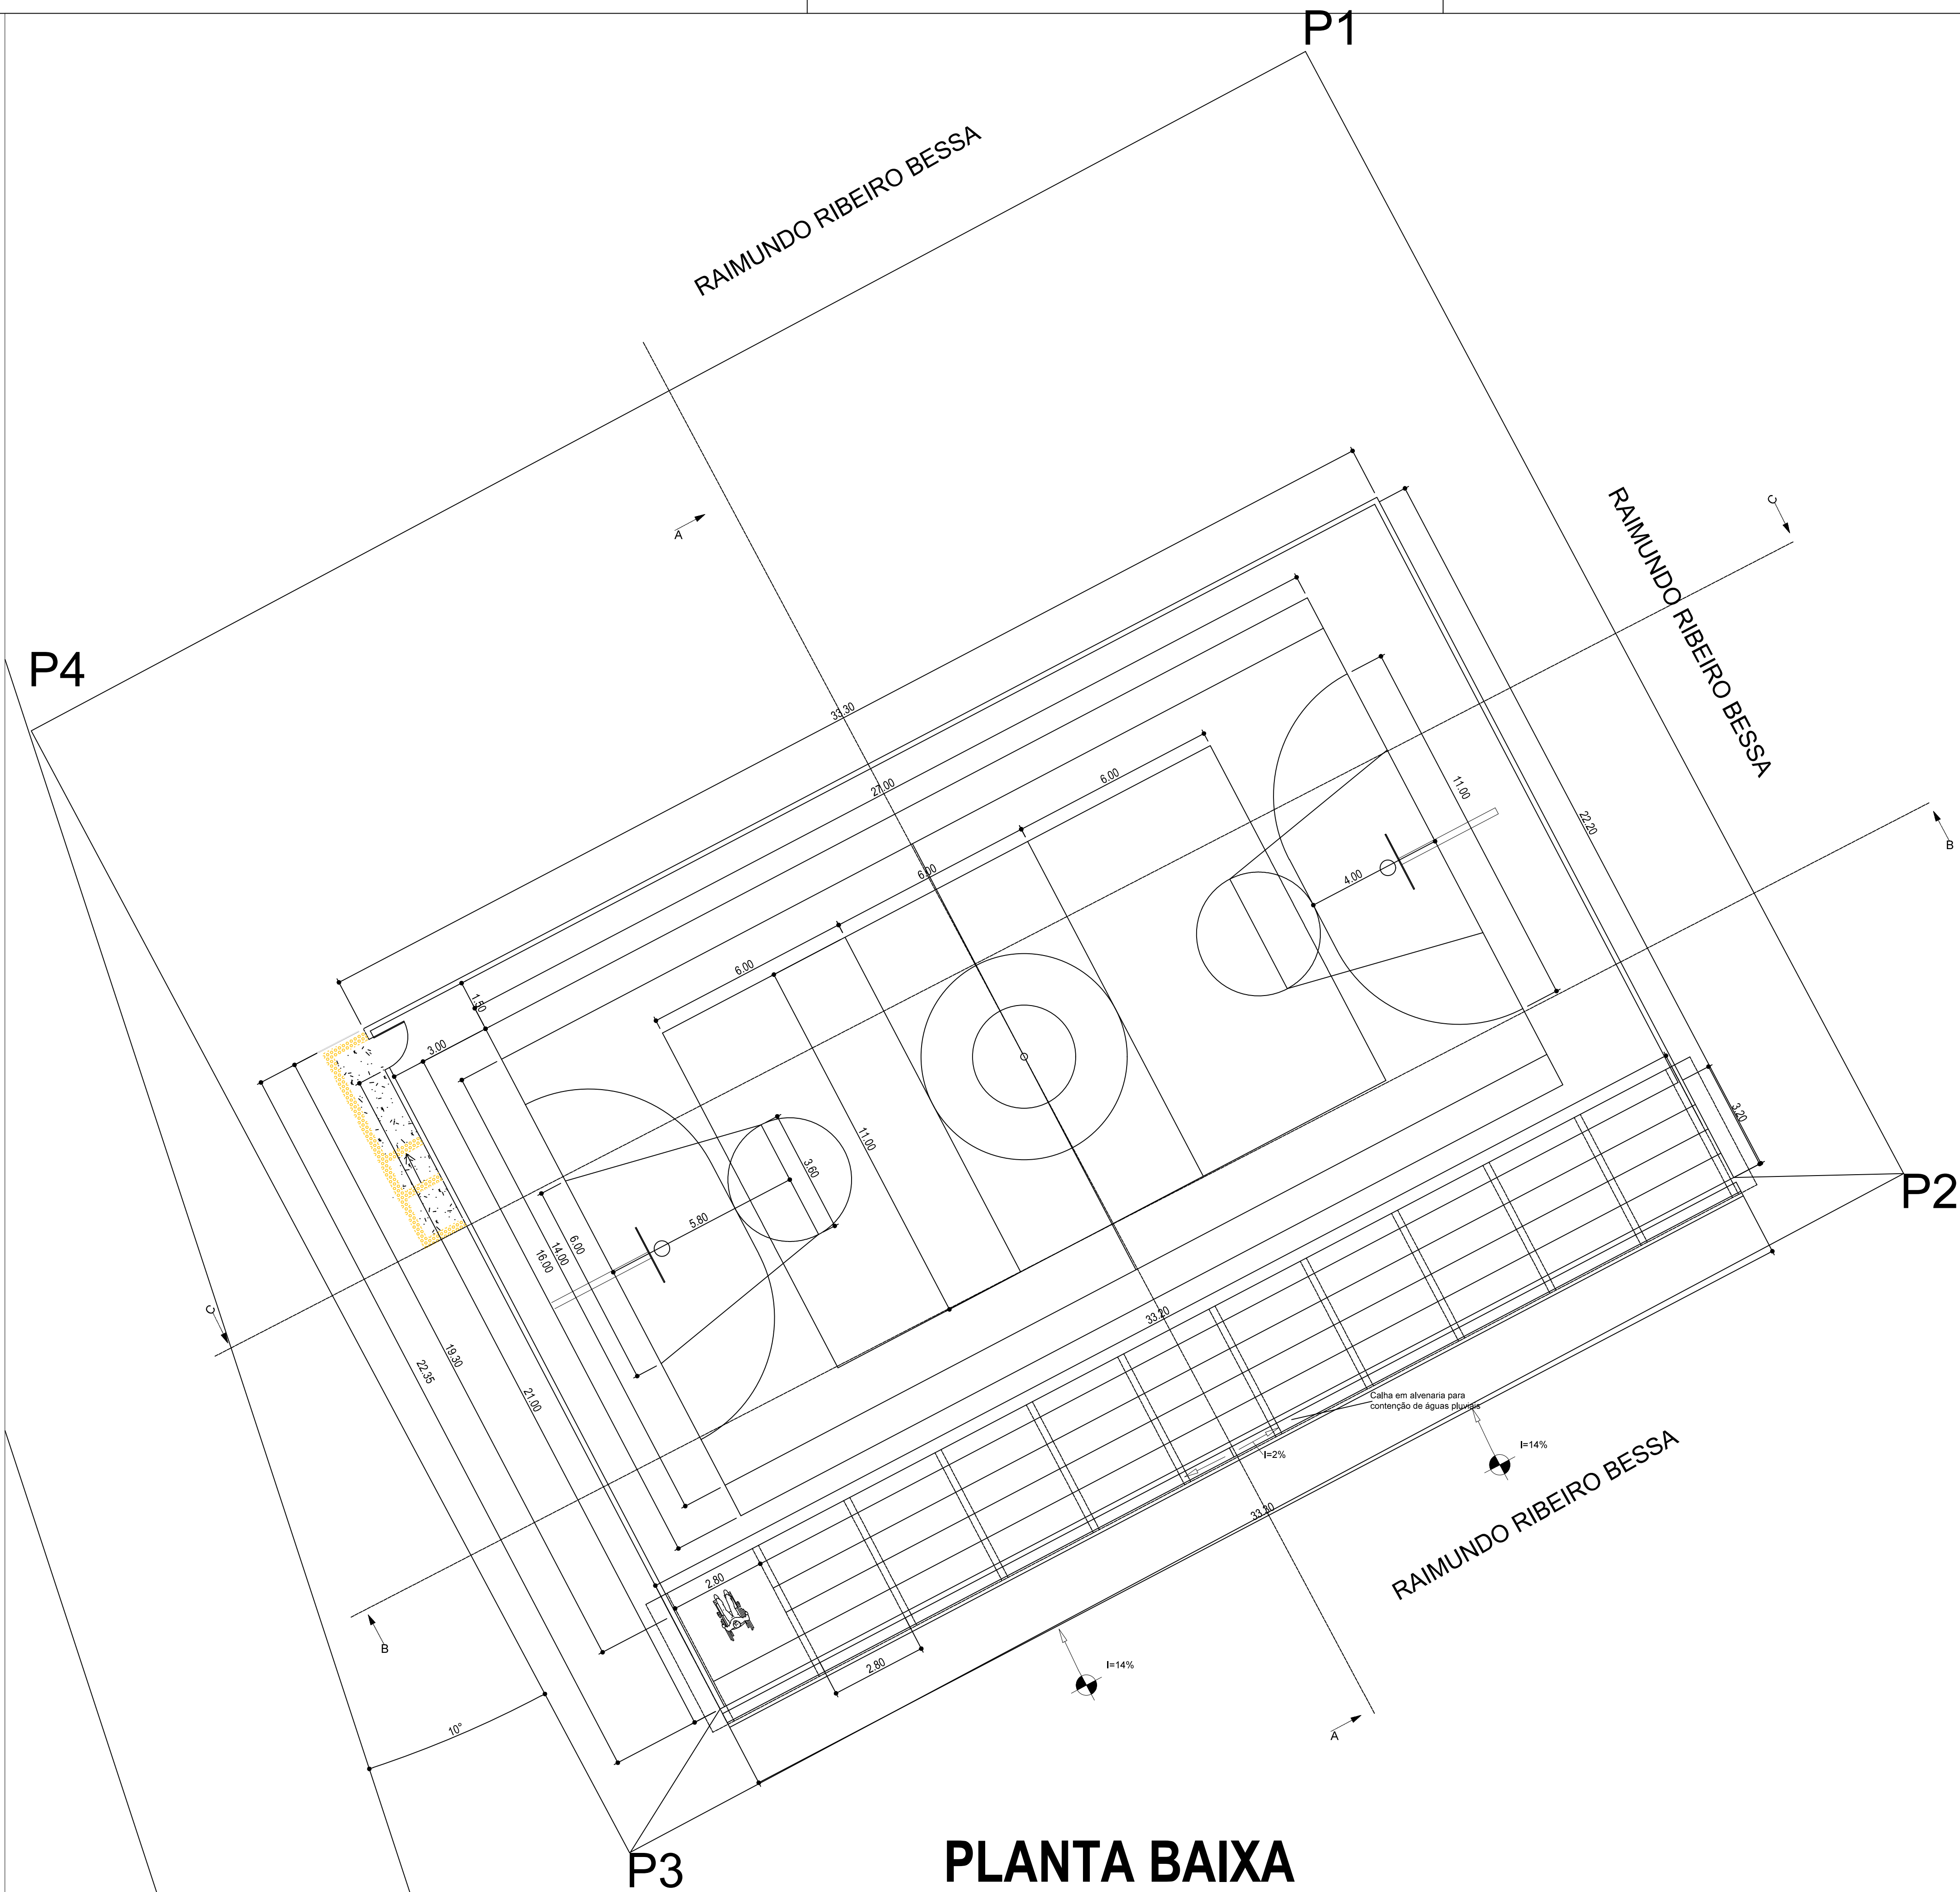 P1
RAIMUNDO RIBEIRO BESSA
RAIMUNDO RIBEIRO BESSA
C
A
P4
33.30
27.00
6.00
11.00
22.20
B
6.00
4.00
6.00
1.50
3.00
11.00
3.60
3.20
P2
5.80
6.00
14.00
16.00
C
33.20
19.30
22.35
21.00
Calha em alvenaria para
contenção de águas pluviais
I=14%
I=2%
RAIMUNDO RIBEIRO BESSA
33.30
2.80
B
2.80
I=14%
10°
A
P3
PLANTA BAIXA